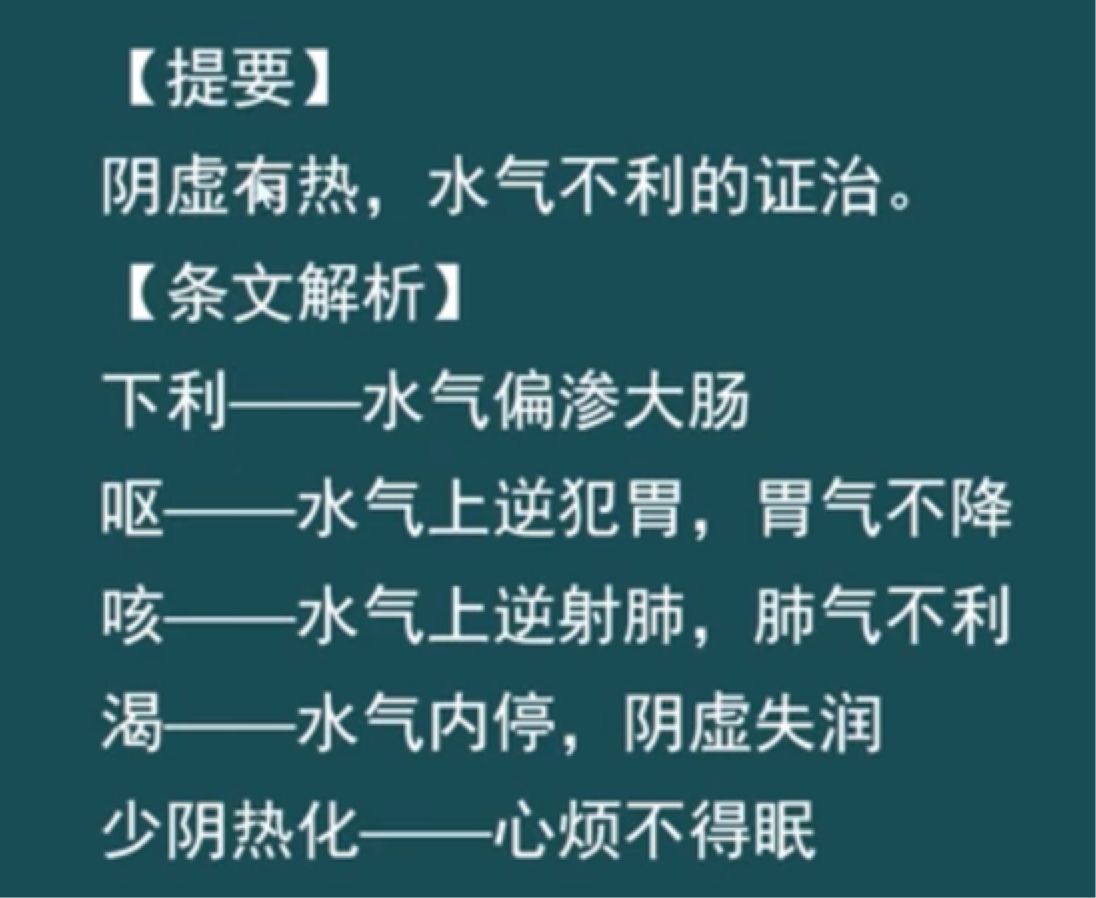 【提要】
阴虚有热，水气不利的证治。
【条文解析】
下利——水气偏渗大肠
呕——水气上逆犯胃，胃气不降
咳——水气上逆射肺，肺气不利
渴——水气内停，阴虚失润
少阴热化——心烦不得眠